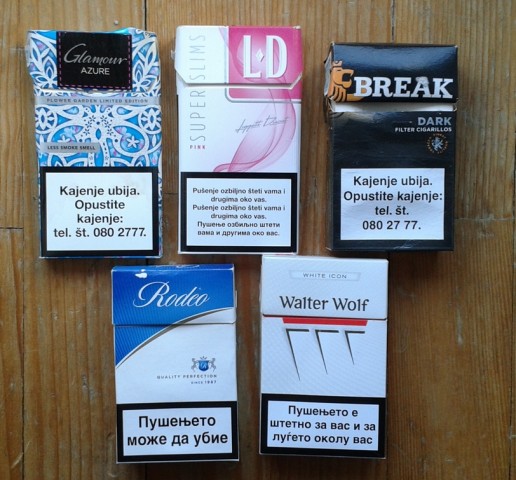 Glamour
AZURE
FLOWER GARDEN LIMITED EDITION
LESS SMOKE SMELL
Kajenje ubija.
Opustite
kajenje:
tel. št. 080 2777.
SUPER SLIMS
PINK
LD
Pušenje ozbiljno šteti vama i
drugima oko vas.
Pušenje ozbiljno šteti vama i
drugima oko vas.
Пушење озбиљно штети
вама и другима око вас.
BREAK
DARK
FILTER CIGARILLOS
Kajenje ubija.
Opustite kajenje:
tel. št.
080 27 77.
Rodeo
QUALITY PERFECTION
SINCE 1987
Пушењето
може да убие
WHITE ICON
Walter Wolf
Пушењето е
штетно за вас и за
луѓето околу вас